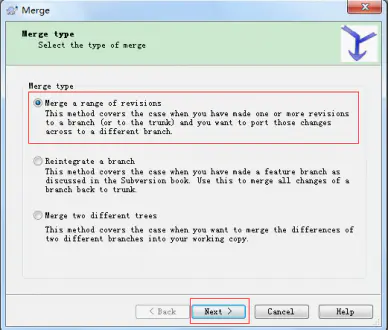 Merge
Merge type
Select the type of merge
Merge type
Merge a range of revisions
This method covers the case when you have made one or more revisions
to a branch (or to the trunk) and you want to port those changes
across to a different branch.
Reintegrate a branch
This method covers the case when you have made a feature branch as
discussed in the Subversion book. Use this to merge all changes of a
branch back to trunk.
Merge two different trees
This method covers the case when you want to merge the differences of
two different branches into your working copy.
< Back Next > Cancel Help